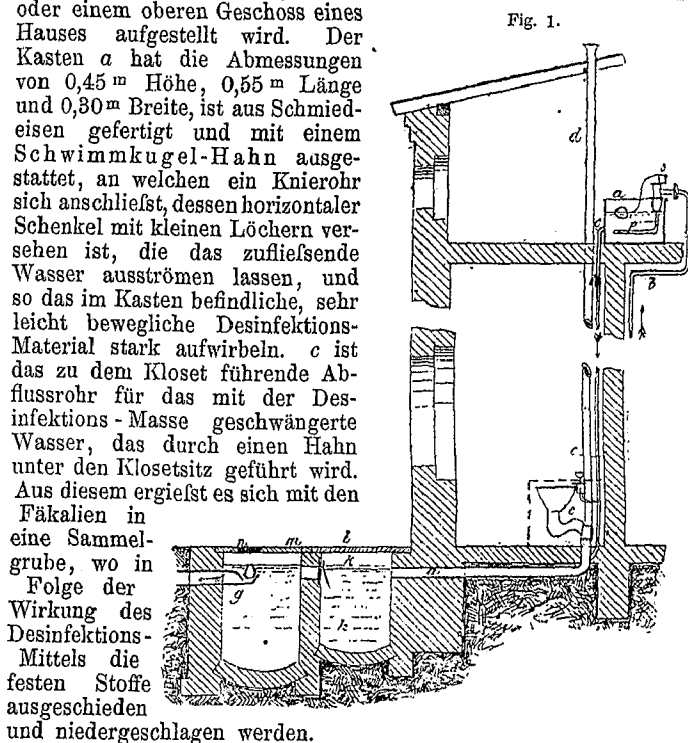 oder einem oberen Geschoss eines
Hauses aufgestellt wird. Der
Kasten a hat die Abmessungen
von 0,45 m Höhe, 0,55 m Länge
und 0,30 m Breite, ist aus Schmied-
eisen gefertigt und mit einem
Schwimmkugel-Hahn ausge-
stattet, an welchen ein Knierohr
sich anschliefst, dessen horizontaler
Schenkel mit kleinen Löchern ver-
sehen ist, die das zufliefsende
Wasser ausströmen lassen, und
so das im Kasten befindliche, sehr
leicht bewegliche Desinfektions-
Material stark aufwirbeln. c ist
das zu dem Kloset führende Ab-
flussrohr für das mit der Des-
infektions-Masse geschwängerte
Wasser, das durch einen Hahn
unter den Klosetsitz geführt wird.
Aus diesem ergiefst es sich mit den
Fäkalien in
eine Sammel-
grube, wo in
Folge der
Wirkung des
Desinfektions-
Mittels die
festen Stoffe
ausgeschieden
und niedergeschlagen werden.
Fig. 1.
d
s
a
p
c
b
c
e
n
m
l
k
n
g
k